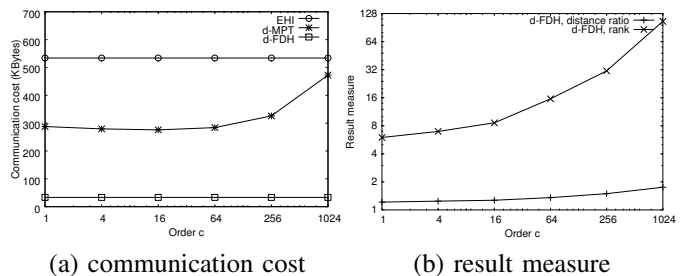 700
600
500
400
300
200
100
0
Communication cost (KBytes)
EHI
d-MPT
d-FDH
1 4 16 64 256 1024
Order c
(a) communication cost
128
64
32
16
8
4
2
1
Result measure
d-FDH, distance ratio
d-FDH, rank
1 4 16 64 256 1024
Order c
(b) result measure